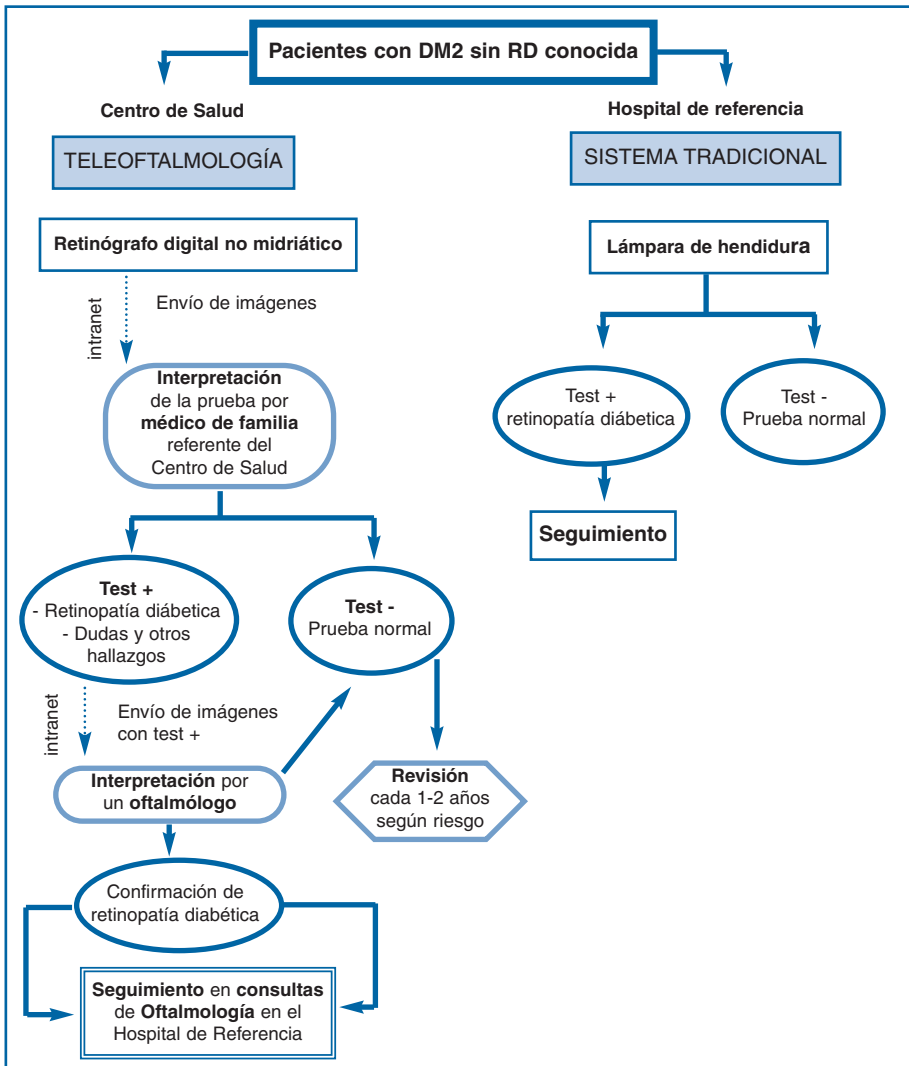 Pacientes con DM2 sin RD conocida
Centro de Salud
TELEOFTALMOLOGÍA
Retinógrafo digital no midriático
intranet
Envío de imágenes
Interpretación
de la prueba por
médico de familia
referente del
Centro de Salud
Test +
- Retinopatía diábetica
- Dudas y otros
hallazgos
Test -
Prueba normal
intranet
Envío de imágenes
con test +
Interpretación por
un oftalmólogo
Revisión
cada 1-2 años
según riesgo
Confirmación de
retinopatía diabética
Seguimiento en consultas
de Oftalmología en el
Hospital de Referencia
Hospital de referencia
SISTEMA TRADICIONAL
Lámpara de hendidura
Test +
retinopatía diábetica
Test -
Prueba normal
Seguimiento